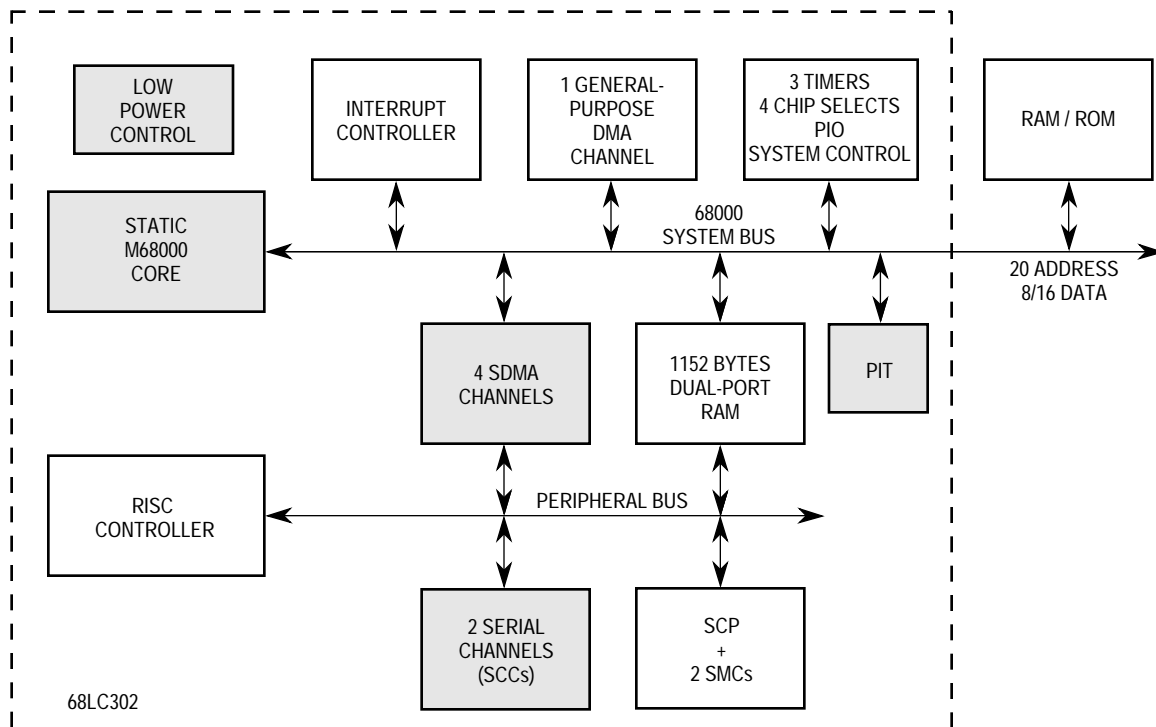 LOW
POWER
CONTROL
INTERRUPT
CONTROLLER
1 GENERAL-
PURPOSE
DMA
CHANNEL
3 TIMERS
4 CHIP SELECTS
PIO
SYSTEM CONTROL
RAM / ROM
STATIC
M68000
CORE
68000
SYSTEM BUS
20 ADDRESS
8/16 DATA
4 SDMA
CHANNELS
1152 BYTES
DUAL-PORT
RAM
PIT
RISC
CONTROLLER
PERIPHERAL BUS
2 SERIAL
CHANNELS
(SCCs)
SCP
+
2 SMCs
68LC302